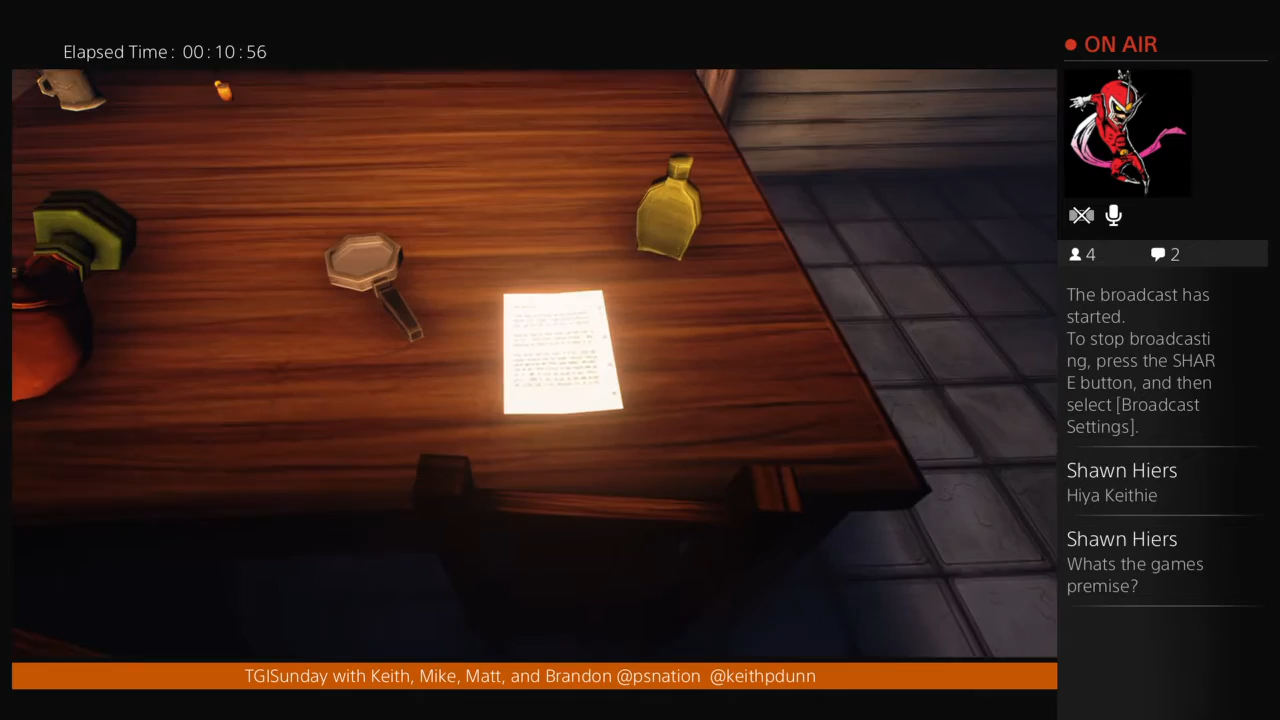 Elapsed Time: 00:10:56
ON AIR
4
2
The broadcast has
started.
To stop broadcasti
ng, press the SHAR
E button, and then
select [Broadcast
Settings].
Shawn Hiers
Hiya Keithie
Shawn Hiers
Whats the games
premise?
TGISunday with Keith, Mike, Matt, and Brandon @psnation @keithpdunn